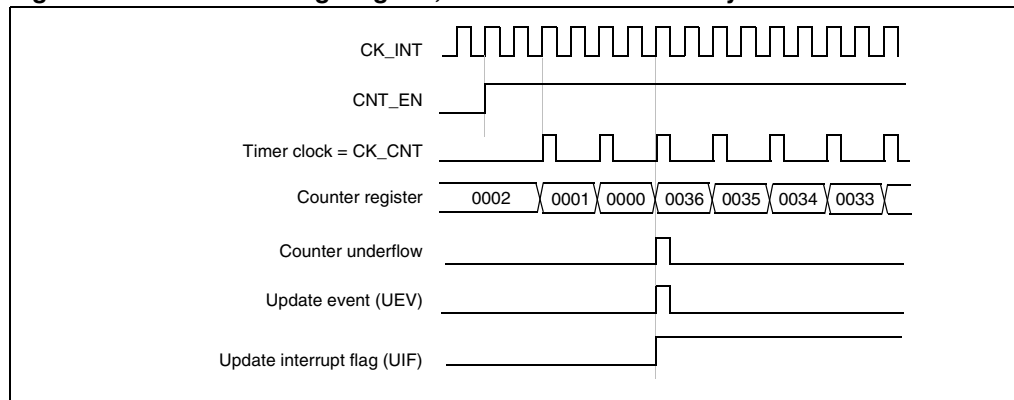 CK_INT
CNT_EN
Timer clock = CK_CNT
Counter register 0002 0001 0000 0036 0035 0034 0033
Counter underflow
Update event (UEV)
Update interrupt flag (UIF)